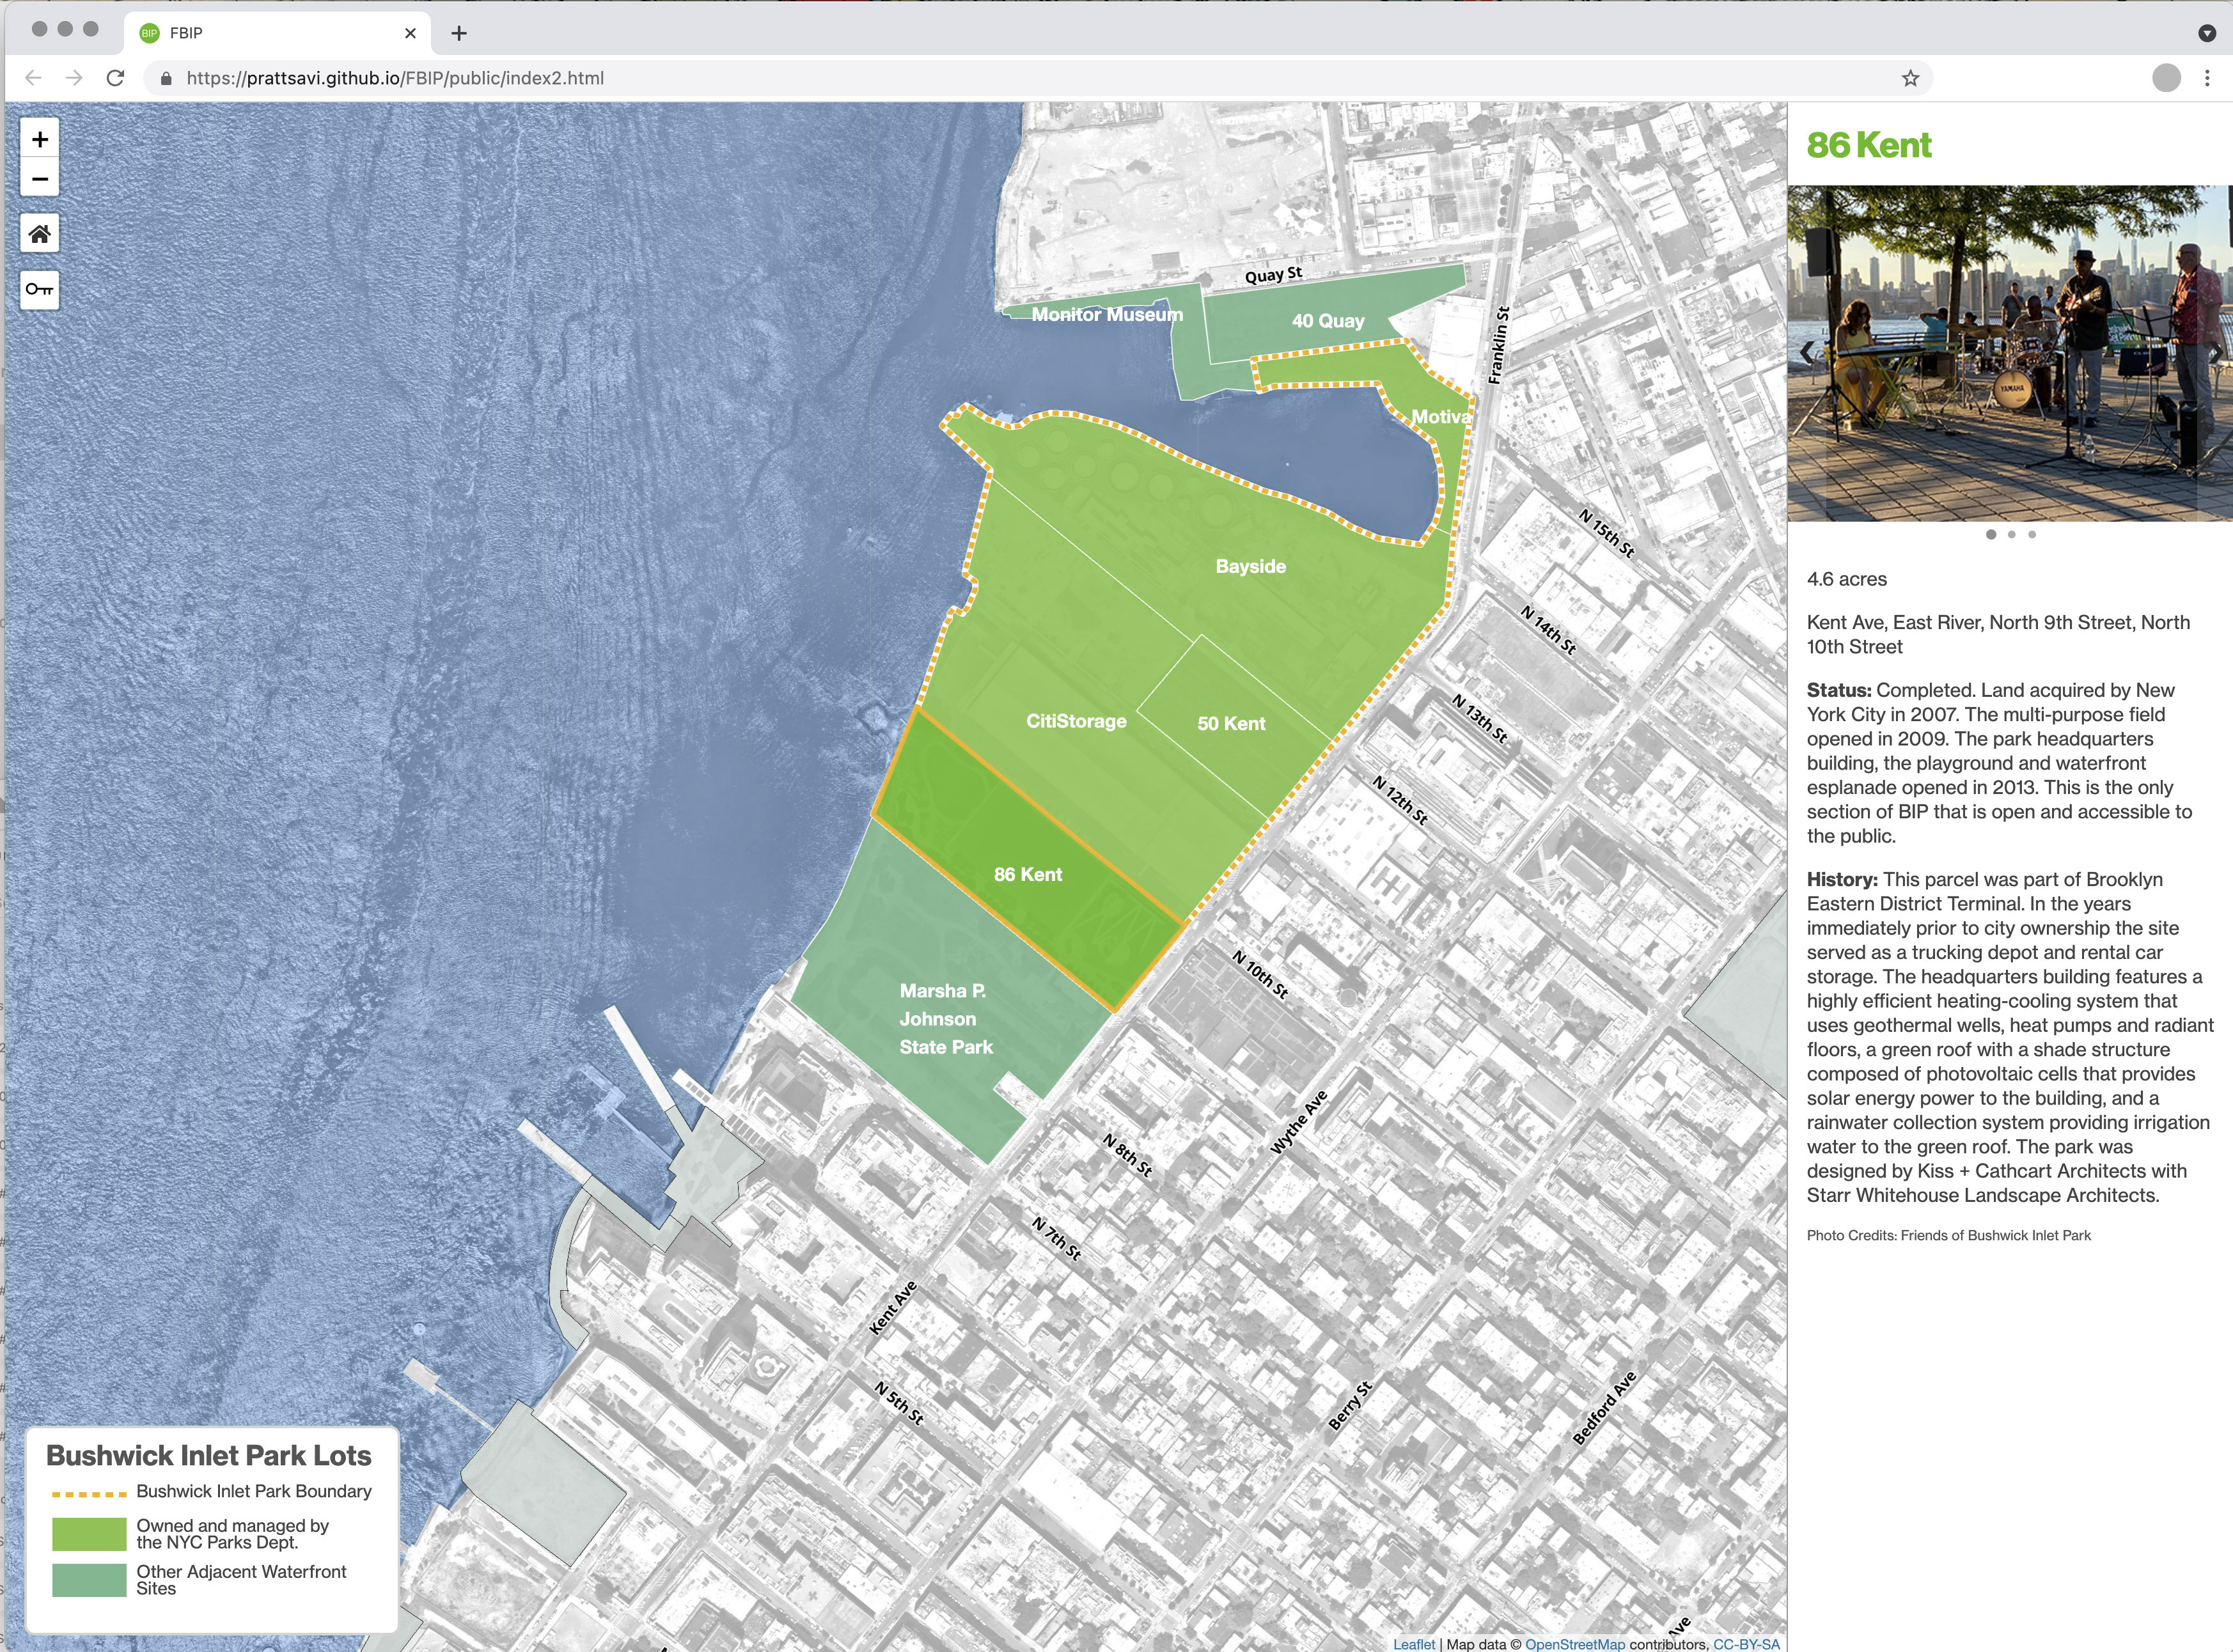 BIP FBIP
https://prattsavi.github.io/FBIP/public/index2.html
86 Kent
Quay St
Monitor Museum
40 Quay
Franklin St
Motiva
N 15th St
Bayside
N 14th St
CitiStorage
50 Kent
N 13th St
N 12th St
86 Kent
N 10th St
Marsha P.
Johnson
State Park
Wythe Ave
N 8th St
N 7th St
Kent Ave
N 5th St
Berry St
Bedford Ave
Ave
YAMAHA
4.6 acres
Kent Ave, East River, North 9th Street, North
10th Street
Status: Completed. Land acquired by New
York City in 2007. The multi-purpose field
opened in 2009. The park headquarters
building, the playground and waterfront
esplanade opened in 2013. This is the only
section of BIP that is open and accessible to
the public.
History: This parcel was part of Brooklyn
Eastern District Terminal. In the years
immediately prior to city ownership the site
served as a trucking depot and rental car
storage. The headquarters building features a
highly efficient heating-cooling system that
uses geothermal wells, heat pumps and radiant
floors, a green roof with a shade structure
composed of photovoltaic cells that provides
solar energy power to the building, and a
rainwater collection system providing irrigation
water to the green roof. The park was
designed by Kiss + Cathcart Architects with
Starr Whitehouse Landscape Architects.
Photo Credits: Friends of Bushwick Inlet Park
Bushwick Inlet Park Lots
Bushwick Inlet Park Boundary
Owned and managed by
the NYC Parks Dept.
Other Adjacent Waterfront
Sites
Leaflet | Map data © OpenStreetMap contributors, CC-BY-SA